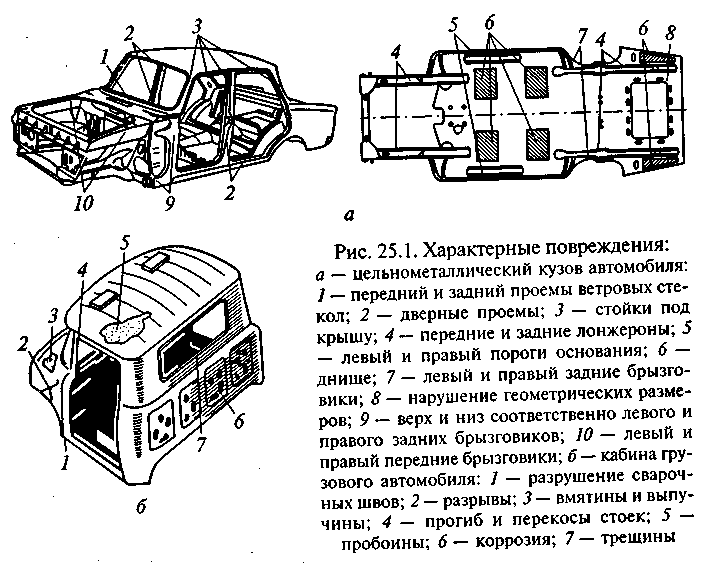 1 2 3 5 6 7 4 6 8
4
4
10 9 2
а
5
4
3
2
1 7 6
б
Рис. 25.1. Характерные повреждения:
а — цельнометаллический кузов автомобиля:
1 — передний и задний проемы ветровых сте-
кол; 2 — дверные проемы; 3 — стойки под
крышу; 4 — передние и задние лонжероны; 5
— левый и правый пороги основания; 6 —
днище; 7 — левый и правый задние брызго-
вики; 8 — нарушение геометрических разме-
ров; 9 — верх и низ соответственно левого и
правого задних брызговиков; 10 — левый и
правый передние брызговики; б — кабина гру-
зового автомобиля: 1 — разрушение свароч-
ных швов; 2 — разрывы; 3 — вмятины и выпу-
чины; 4 — прогиб и перекосы стоек; 5 —
пробоины; 6 — коррозия; 7 — трещины